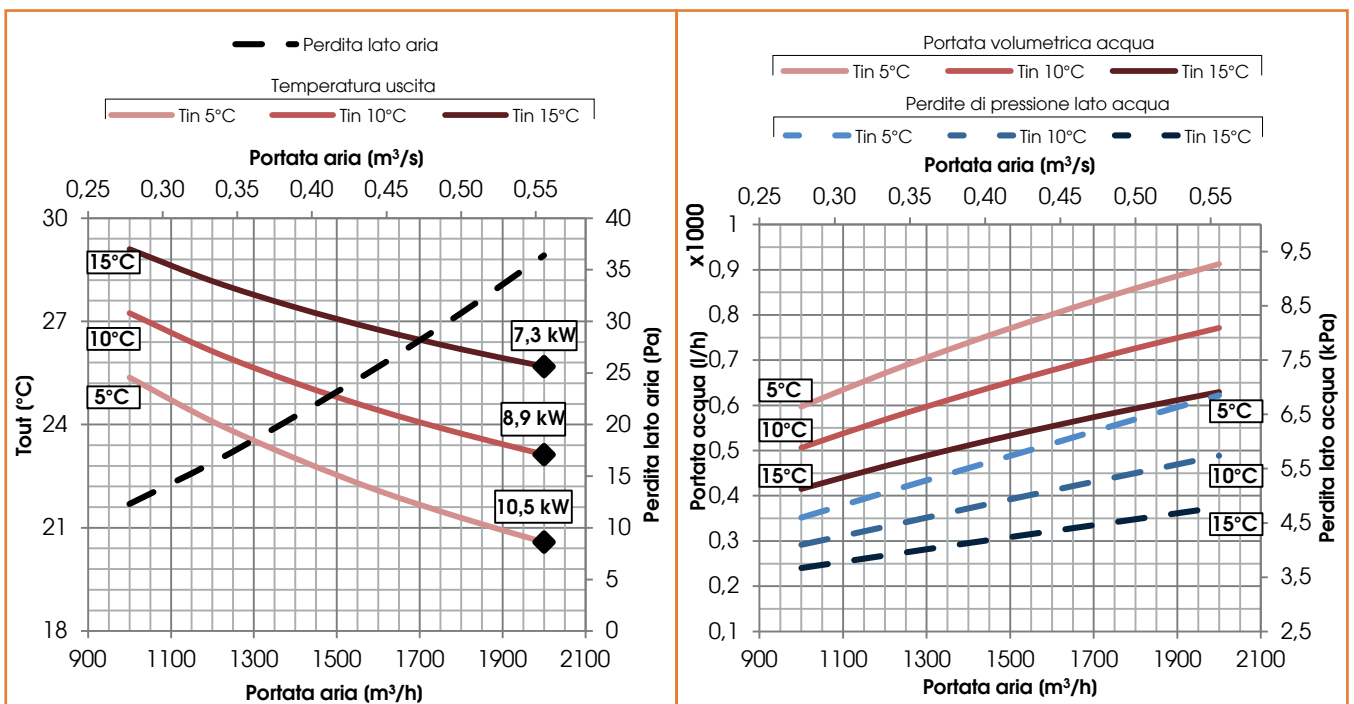 Perdita lato aria
Temperatura uscita
Tin 5°C Tin 10°C Tin 15°C
Portata aria (m³/s)
0,25 0,30 0,35 0,40 0,45 0,50 0,55
30
27
24
21
18
Tout (°C)
40
35
30
25
20
15
10
5
0
Perdita lato aria (Pa)
15°C
10°C
5°C
7,3 kW
8,9 kW
10,5 kW
900 1100 1300 1500 1700 1900 2100
Portata aria (m³/h)
Portata volumetrica acqua
Tin 5°C Tin 10°C Tin 15°C
Perdite di pressione lato acqua
Tin 5°C Tin 10°C Tin 15°C
Portata aria (m³/s)
0,25 0,30 0,35 0,40 0,45 0,50 0,55
x1000
1
0,9
0,8
0,7
0,6
0,5
0,4
0,3
0,2
0,1
Portata acqua (l/h)
9,5
8,5
7,5
6,5
5,5
4,5
3,5
2,5
Perdita lato acqua (kPa)
5°C
10°C
15°C
5°C
10°C
15°C
900 1100 1300 1500 1700 1900 2100
Portata aria (m³/h)